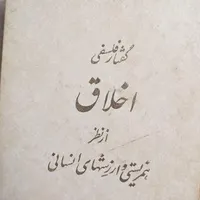 گفتار فلسفی
اخلاق
از نظر
همزیستی و ارزشهای انسانی